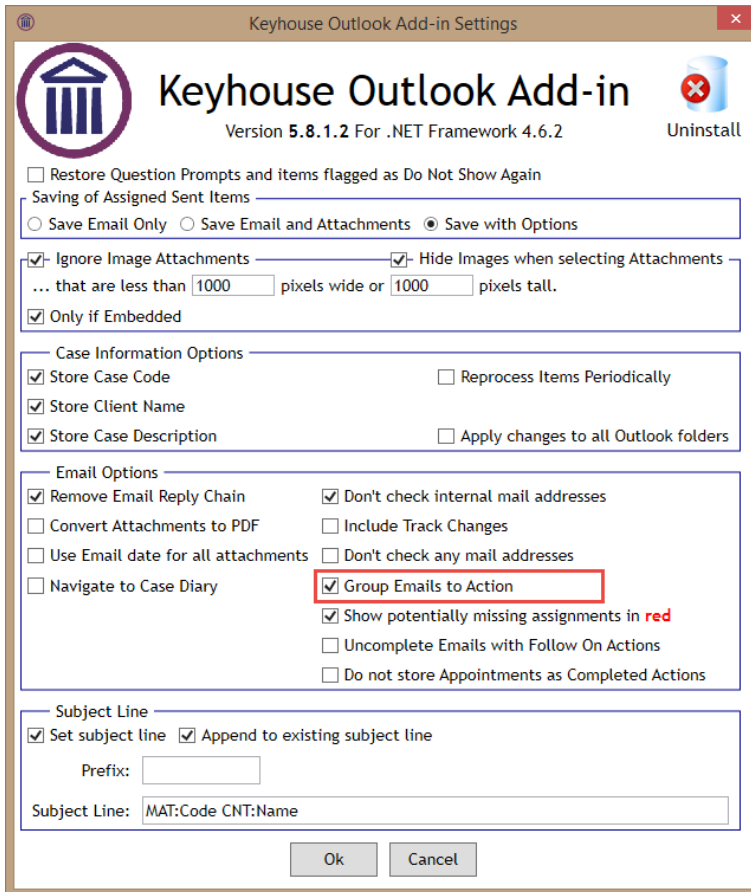 Keyhouse Outlook Add-in Settings
Keyhouse Outlook Add-in
Version 5.8.1.2 For .NET Framework 4.6.2
Uninstall
Restore Question Prompts and items flagged as Do Not Show Again
Saving of Assigned Sent Items
Save Email Only Save Email and Attachments Save with Options
Ignore Image Attachments Hide Images when selecting Attachments
... that are less than 1000 pixels wide or 1000 pixels tall.
Only if Embedded
Case Information Options
Store Case Code Reprocess Items Periodically
Store Client Name
Store Case Description Apply changes to all Outlook folders
Email Options
Remove Email Reply Chain Don't check internal mail addresses
Convert Attachments to PDF Include Track Changes
Use Email date for all attachments Don't check any mail addresses
Navigate to Case Diary Group Emails to Action
Show potentially missing assignments in red
Uncomplete Emails with Follow On Actions
Do not store Appointments as Completed Actions
Subject Line
Set subject line Append to existing subject line
Prefix:
Subject Line: MAT:Code CNT:Name
Ok Cancel